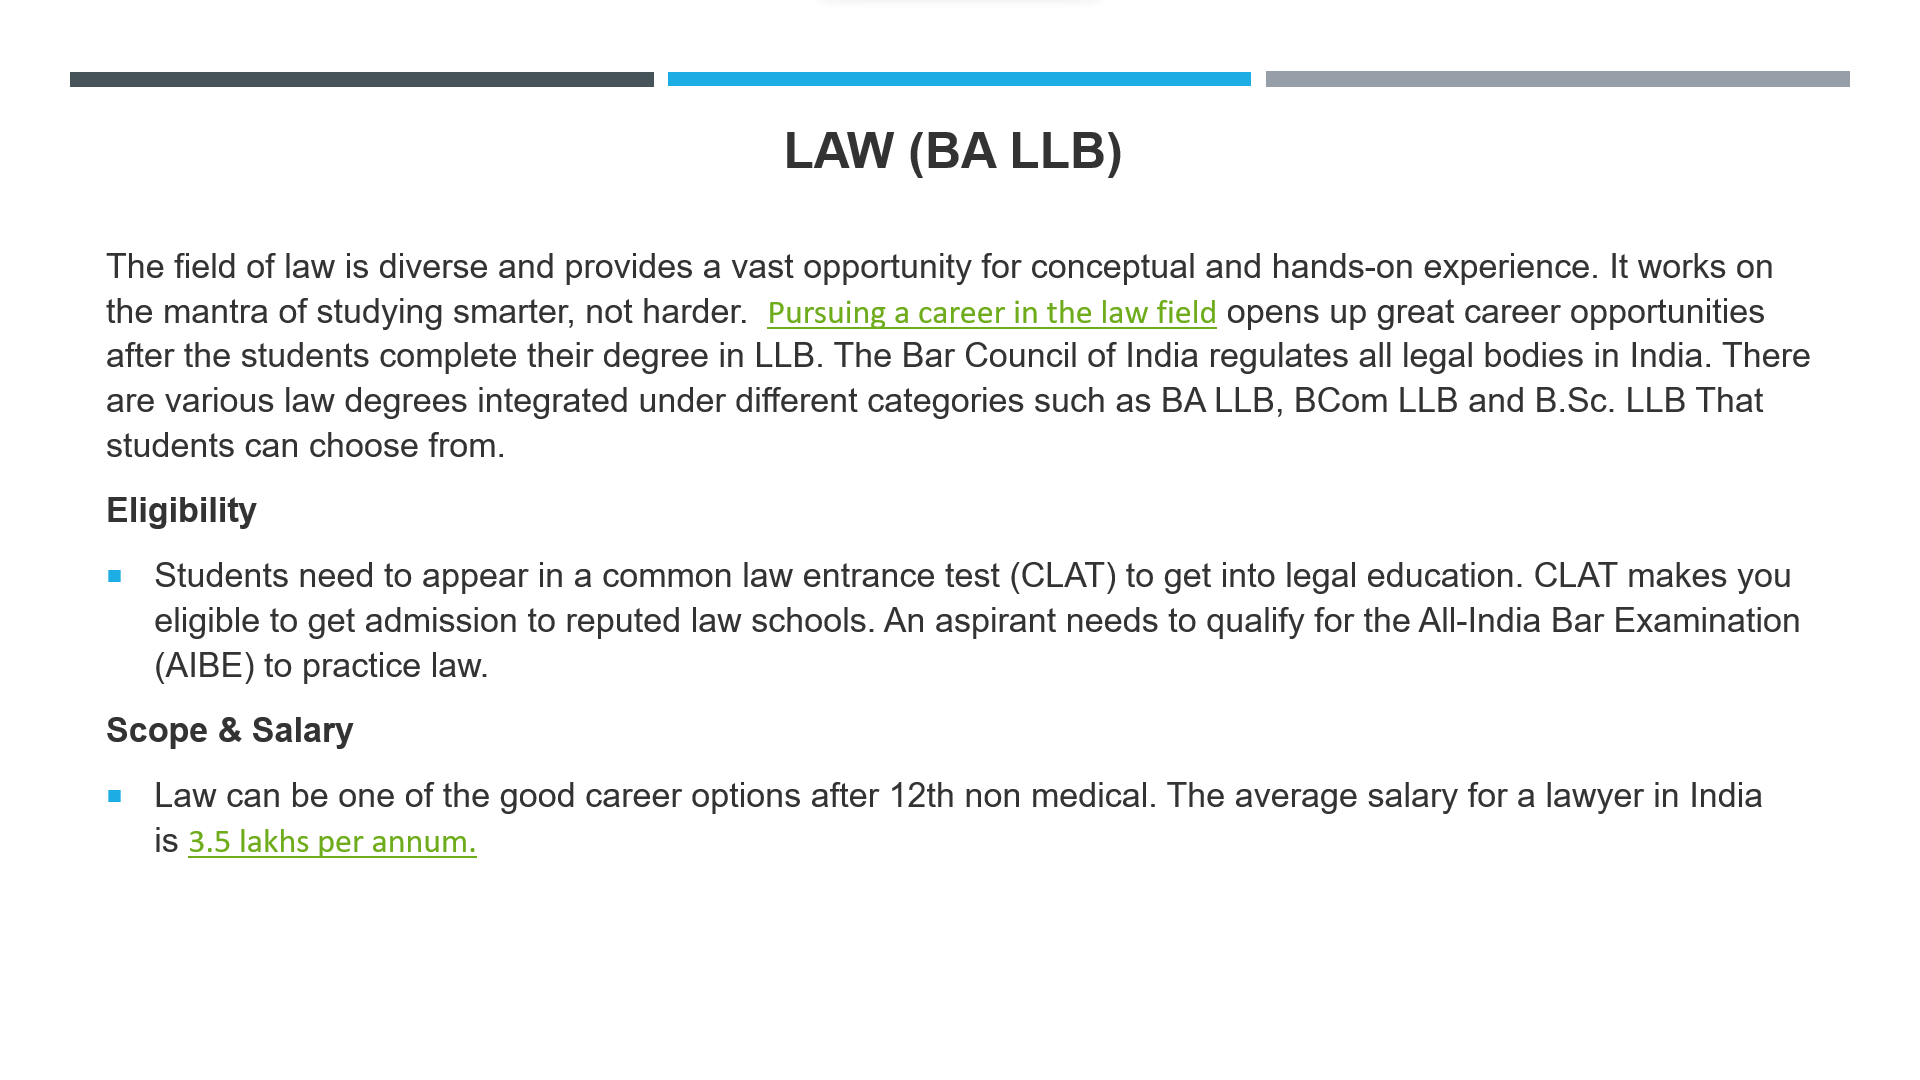 LAW (BA LLB)
The field of law is diverse and provides a vast opportunity for conceptual and hands-on experience. It works on
the mantra of studying smarter, not harder.  Pursuing a career in the law field opens up great career opportunities
after the students complete their degree in LLB. The Bar Council of India regulates all legal bodies in India. There
are various law degrees integrated under different categories such as BA LLB, BCom LLB and B.Sc. LLB That
students can choose from.
Eligibility
▪ Students need to appear in a common law entrance test (CLAT) to get into legal education. CLAT makes you
eligible to get admission to reputed law schools. An aspirant needs to qualify for the All-India Bar Examination
(AIBE) to practice law.
Scope & Salary
▪ Law can be one of the good career options after 12th non medical. The average salary for a lawyer in India
is 3.5 lakhs per annum.